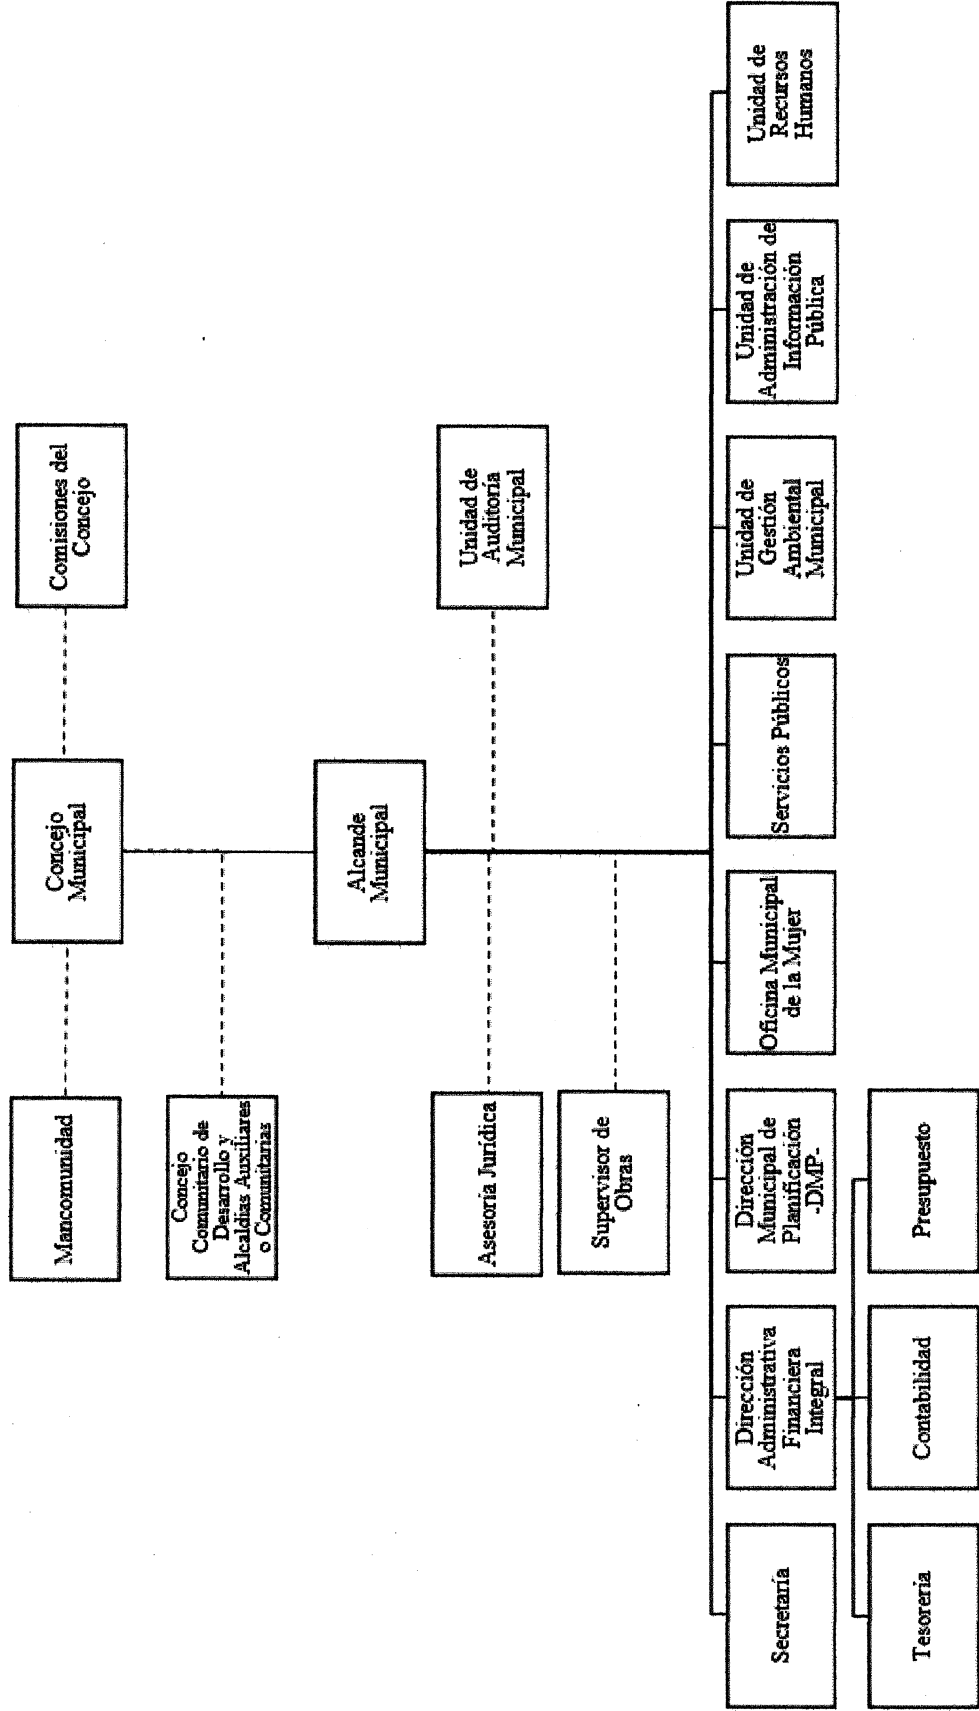 Mancomunidad
Concejo
Municipal
Comisiones del
Concejo
Concejo
Comunitario de
Desarrollo y
Alcaldias Auxiliares
o Comunitarias
Alcande
Municipal
Asesoría Jurídica
Unidad de
Auditoría
Municipal
Supervisor de
Obras
Secretaría
Dirección
Administrativa
Financiera
Integral
Dirección
Municipal de
Planificación
-DMP-
Oficina Municipal
de la Mujer
Servicios Públicos
Unidad de
Gestión
Ambiental
Municipal
Unidad de
Administración de
Información
Pública
Unidad de
Recursos
Humanos
Tesorería
Contabilidad
Presupuesto